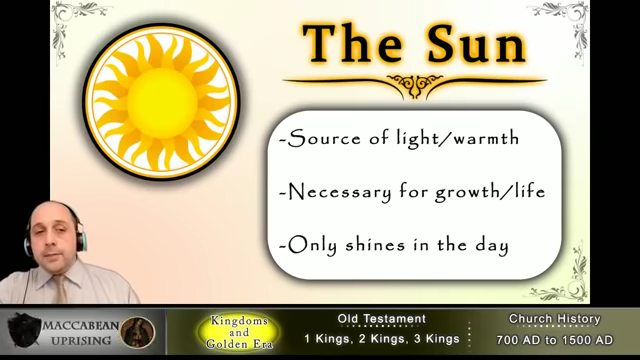 The Sun
-Source of light/warmth
-Necessary for growth/life
-Only shines in the day
MACCABEAN
UPRISING
Kingdoms
and
Golden Era
Old Testament
1 Kings, 2 Kings, 3 Kings
Church History
700 AD to 1500 AD